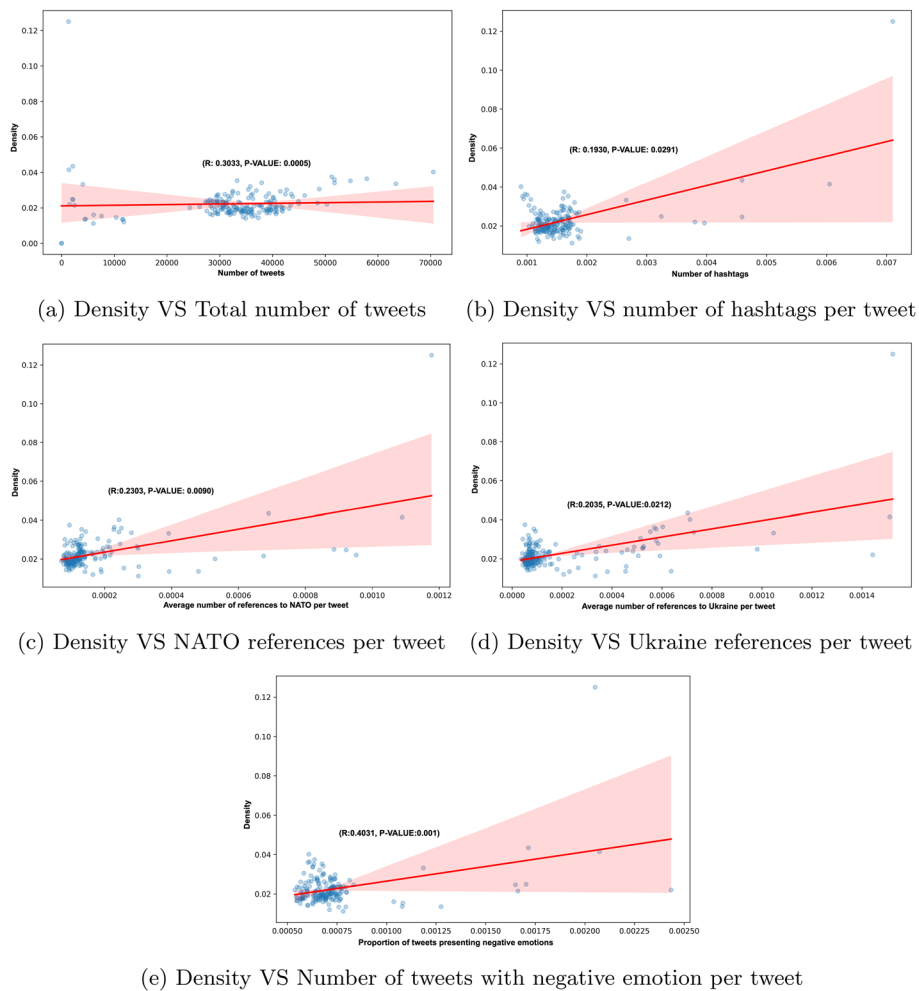 0.12
0.10
0.08
0.06
0.04
0.02
0.00
Density
(R: 0.3033, P-VALUE: 0.0005)
0 10000 20000 30000 40000 50000 60000 70000
Number of tweets
(a) Density VS Total number of tweets
0.12
0.10
0.08
0.06
0.04
0.02
Density
(R: 0.1930, P-VALUE: 0.0291)
0.001 0.002 0.003 0.004 0.005 0.006 0.007
Number of hashtags
(b) Density VS number of hashtags per tweet
0.12
0.10
0.08
0.06
0.04
0.02
Density
(R:0.2303, P-VALUE: 0.0090)
0.0002 0.0004 0.0006 0.0008 0.0010 0.0012
Average number of references to NATO per tweet
(c) Density VS NATO references per tweet
0.12
0.10
0.08
0.06
0.04
0.02
Density
(R:0.2035, P-VALUE:0.0212)
0.0000 0.0002 0.0004 0.0006 0.0008 0.0010 0.0012 0.0014
Average number of references to Ukraine per tweet
(d) Density VS Ukraine references per tweet
0.12
0.10
0.08
0.06
0.04
0.02
Density
(R:0.4031, P-VALUE:0.001)
0.00050 0.00075 0.00100 0.00125 0.00150 0.00175 0.00200 0.00225 0.00250
Proportion of tweets presenting negative emotions
(e) Density VS Number of tweets with negative emotion per tweet